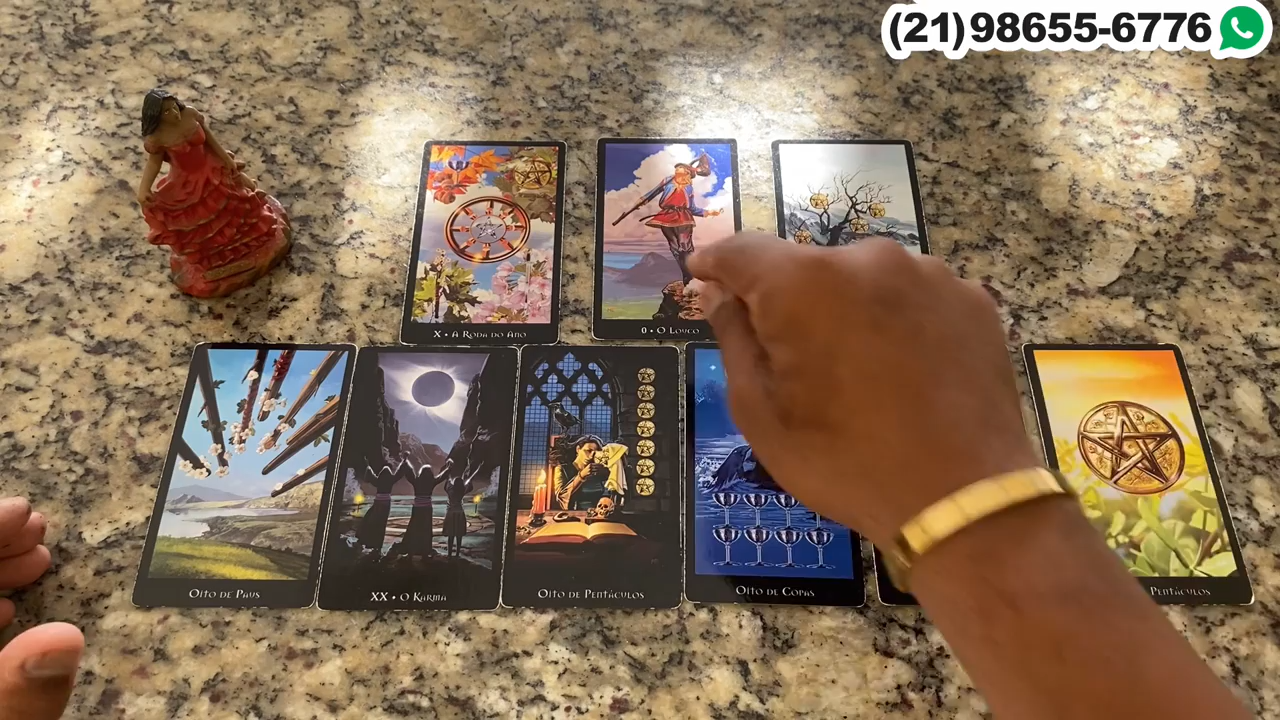 (21)98655-6776
X • A Roda do Ano
0 • O Louco
Oito de Paus
XX • O Karma
Oito de Pentáculos
Oito de Copas
Pentáculos